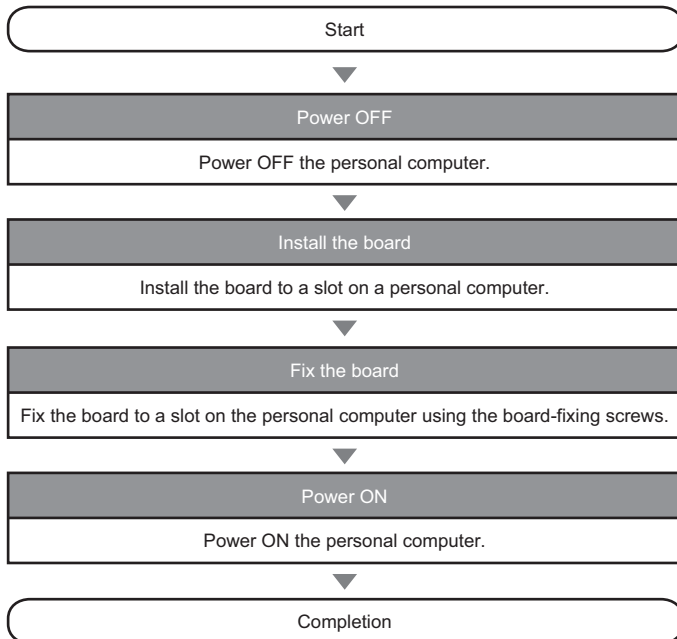 Start
Power OFF
Power OFF the personal computer.
Install the board
Install the board to a slot on a personal computer.
Fix the board
Fix the board to a slot on the personal computer using the board-fixing screws.
Power ON
Power ON the personal computer.
Completion